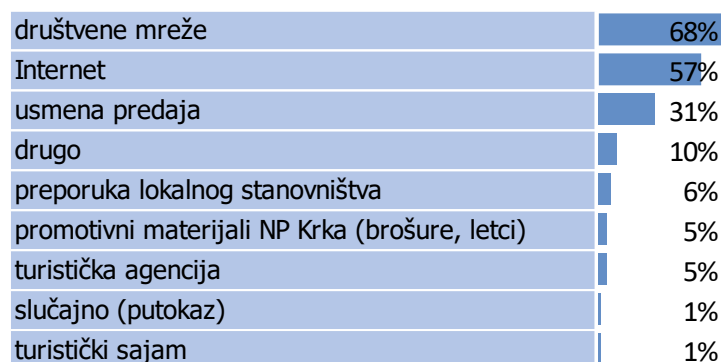 društvene mreže 68%
Internet 57%
usmena predaja 31%
drugo 10%
preporuka lokalnog stanovništva 6%
promotivni materijali NP Krka (brošure, letci) 5%
turistička agencija 5%
slučajno (putokaz) 1%
turistički sajam 1%